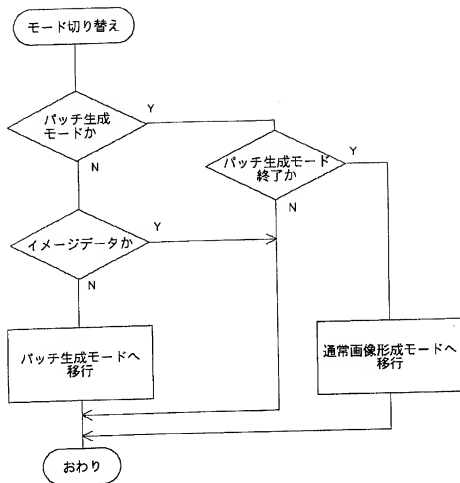 モード切り替え
パッチ生成
モードか
Y
N
パッチ生成モード
終了か
Y
N
イメージデータか
Y
N
パッチ生成モードへ
移行
通常画像形成モードへ
移行
おわり